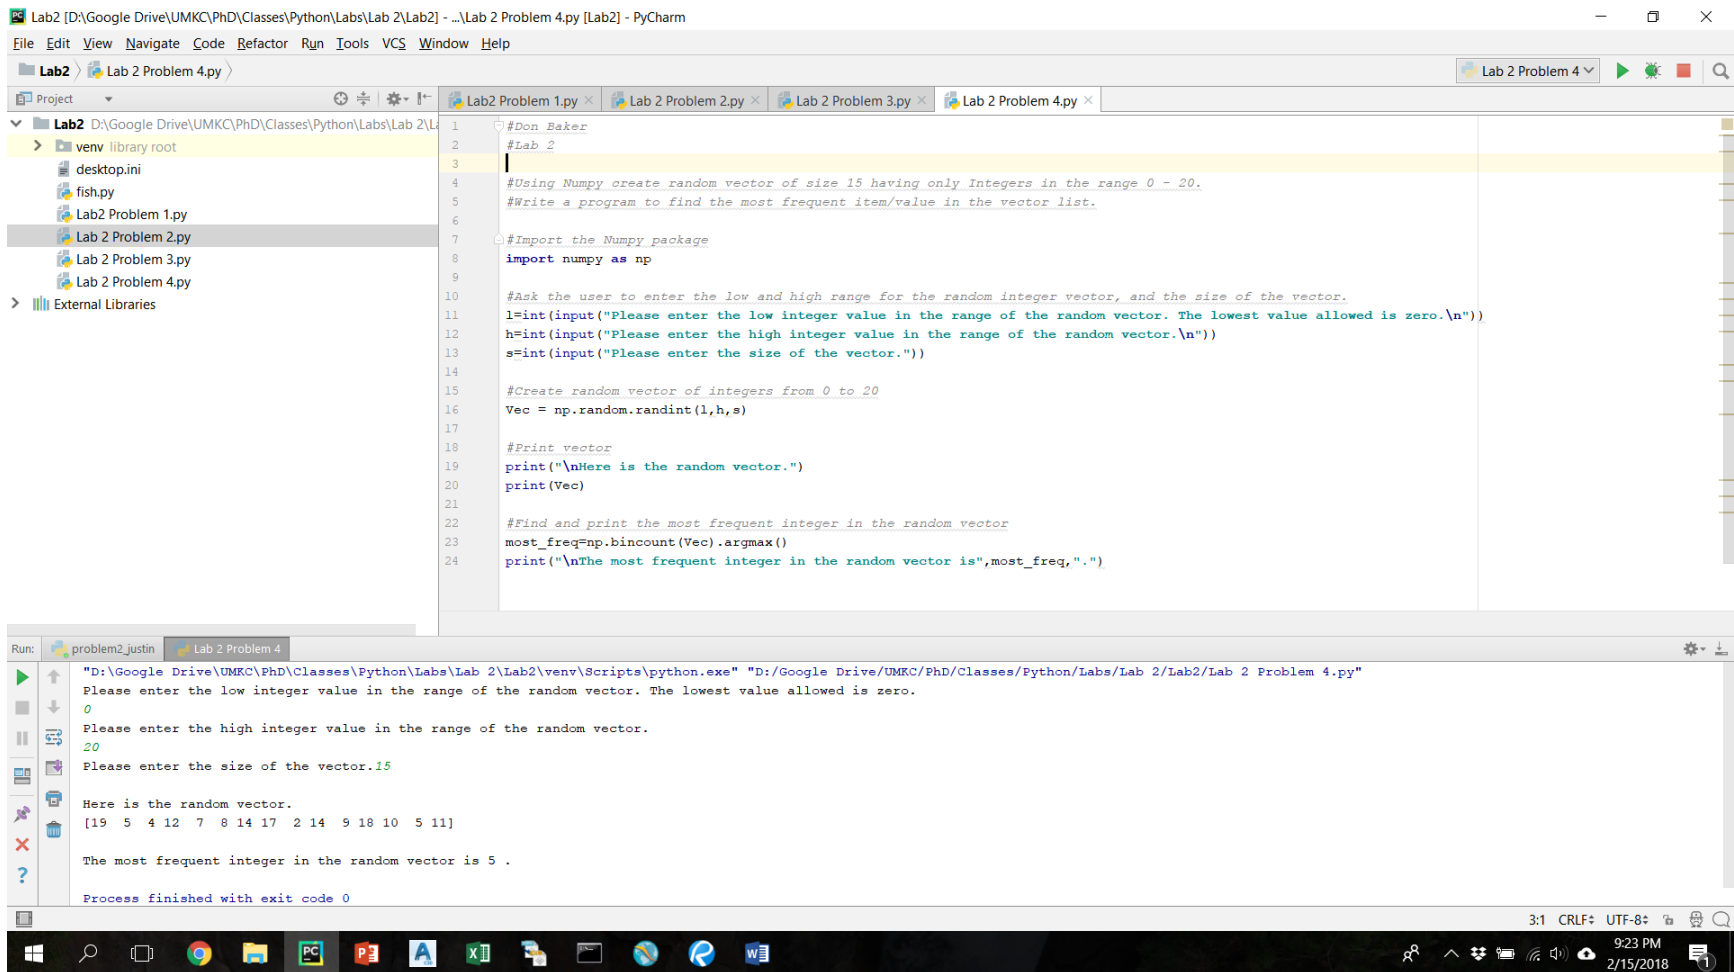 Lab2 [D:\Google Drive\UMKC\PhD\Classes\Python\Labs\Lab 2\Lab2] - ...\Lab 2 Problem 4.py [Lab2] - PyCharm
File Edit View Navigate Code Refactor Run Tools VCS Window Help
Lab2 Lab 2 Problem 4.py
Lab 2 Problem 4
Project
Lab2 Problem 1.py Lab 2 Problem 2.py Lab 2 Problem 3.py Lab 2 Problem 4.py
Lab2 D:\Google Drive\UMKC\PhD\Classes\Python\Labs\Lab 2\La
venv library root
desktop.ini
fish.py
Lab2 Problem 1.py
Lab 2 Problem 2.py
Lab 2 Problem 3.py
Lab 2 Problem 4.py
External Libraries
1 #Don Baker
2 #Lab 2
3
4 #Using Numpy create random vector of size 15 having only Integers in the range 0 - 20.
5 #Write a program to find the most frequent item/value in the vector list.
6
7 #Import the Numpy package
8 import numpy as np
9
10 #Ask the user to enter the low and high range for the random integer vector, and the size of the vector.
11 l=int(input("Please enter the low integer value in the range of the random vector. The lowest value allowed is zero.\n"))
12 h=int(input("Please enter the high integer value in the range of the random vector.\n"))
13 s=int(input("Please enter the size of the vector."))
14
15 #Create random vector of integers from 0 to 20
16 Vec = np.random.randint(l,h,s)
17
18 #Print vector
19 print("\nHere is the random vector.")
20 print(Vec)
21
22 #Find and print the most frequent integer in the random vector
23 most_freq=np.bincount(Vec).argmax()
24 print("\nThe most frequent integer in the random vector is",most_freq,".")
Run: problem2_justin Lab 2 Problem 4
"D:\Google Drive\UMKC\PhD\Classes\Python\Labs\Lab 2\Lab2\venv\Scripts\python.exe" "D:/Google Drive/UMKC/PhD/Classes/Python/Labs/Lab 2/Lab2/Lab 2 Problem 4.py"
Please enter the low integer value in the range of the random vector. The lowest value allowed is zero.
0
Please enter the high integer value in the range of the random vector.
20
Please enter the size of the vector.15
Here is the random vector.
[19  5  4 12  7  8 14 17  2 14  9 18 10  5 11]
The most frequent integer in the random vector is 5 .
Process finished with exit code 0
3:1 CRLF UTF-8
9:23 PM
2/15/2018
1